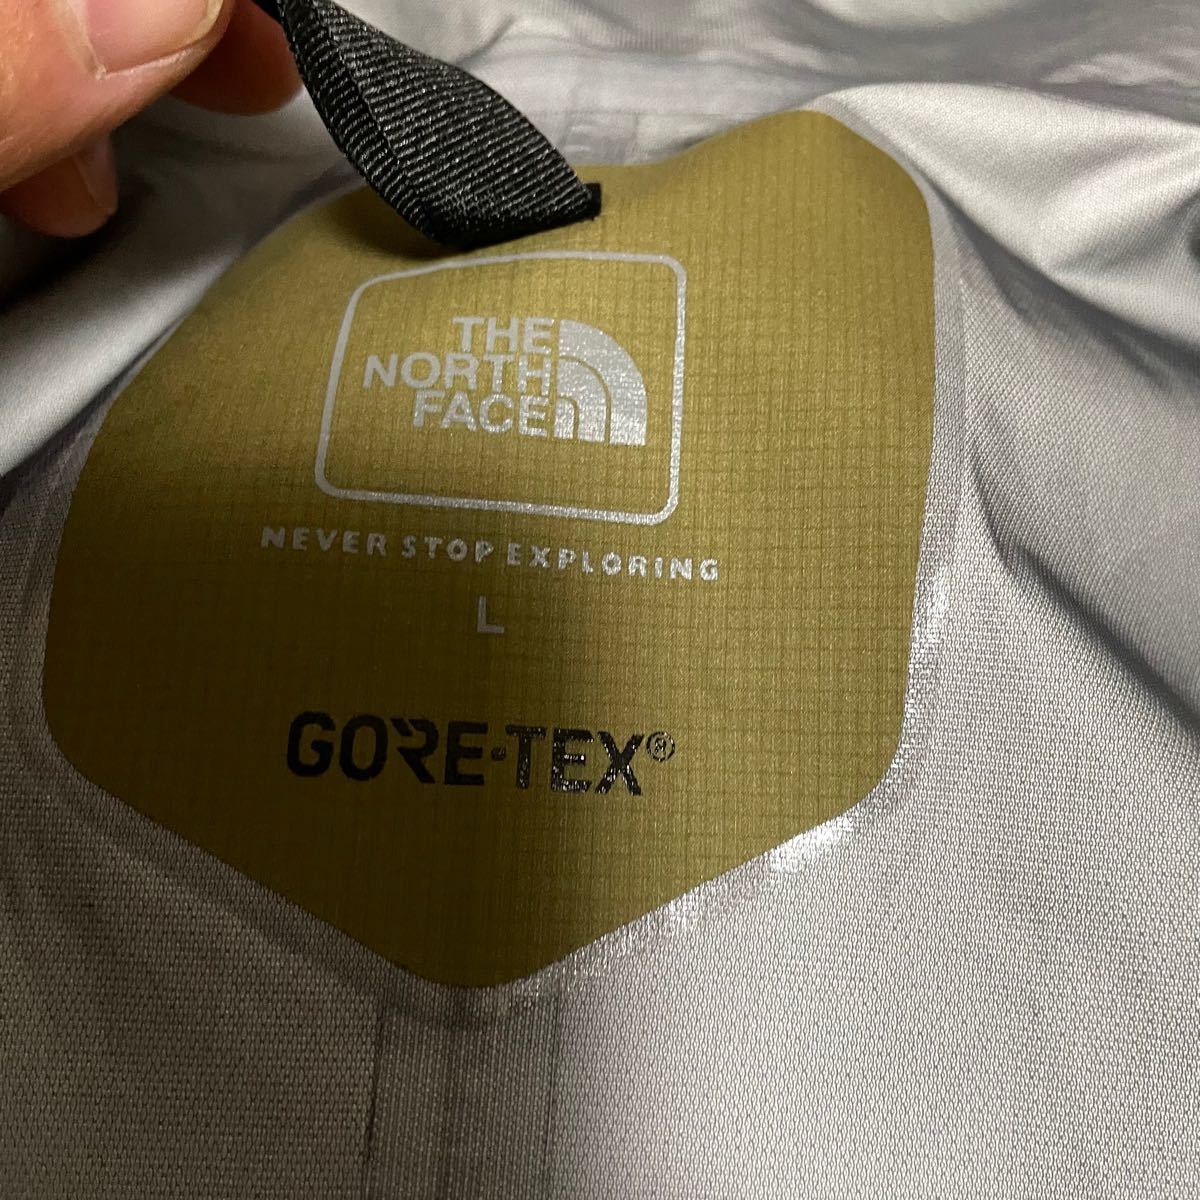 THE
NORTH
FACE
NEVER STOP EXPLORING
L
GORE-TEX®